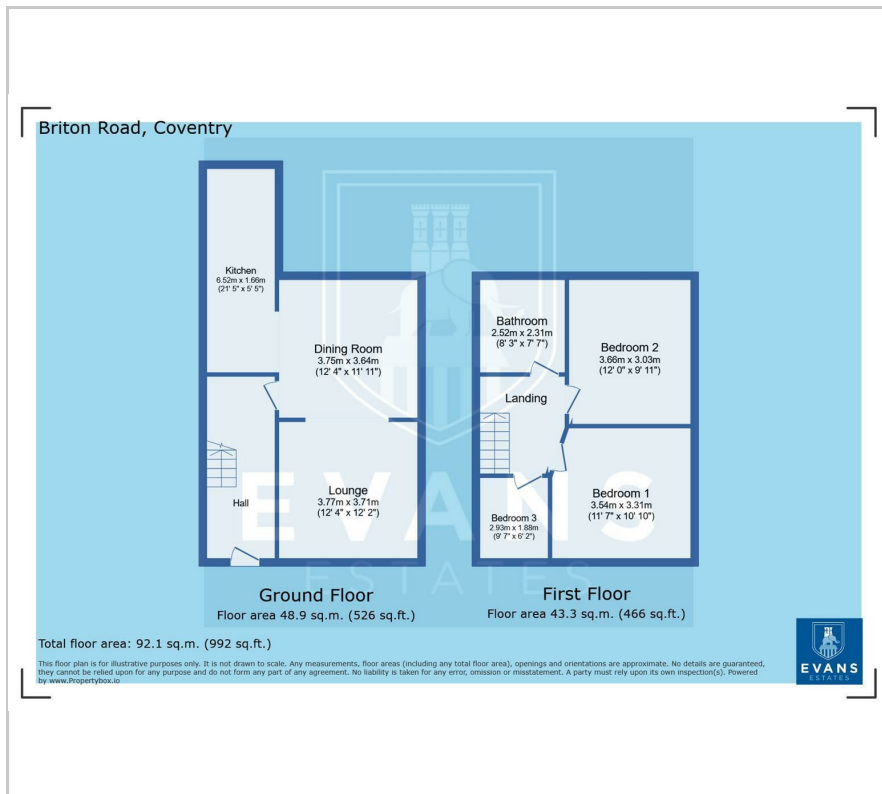 Briton Road, Coventry
Kitchen
6.52m x 1.66m
(21' 5" x 5' 5")
Dining Room
3.75m x 3.64m
(12' 4" x 11' 11")
Lounge
3.77m x 3.71m
(12' 4" x 12' 2")
Hall
Bathroom
2.52m x 2.31m
(8' 3" x 7' 7")
Bedroom 2
3.66m x 3.03m
(12' 0" x 9' 11")
Landing
Bedroom 1
3.54m x 3.31m
(11' 7" x 10' 10")
Bedroom 3
2.93m x 1.88m
(9' 7" x 6' 2")
EVANS
ESTATES
Ground Floor
Floor area 48.9 sq.m. (526 sq.ft.)
First Floor
Floor area 43.3 sq.m. (466 sq.ft.)
Total floor area: 92.1 sq.m. (992 sq.ft.)
This floor plan is for illustrative purposes only. It is not drawn to scale. Any measurements, floor areas (including any total floor area), openings and orientations are approximate. No details are guaranteed,
they cannot be relied upon for any purpose and do not form any part of any agreement. No liability is taken for any error, omission or misstatement. A party must rely upon its own inspection(s). Powered
by www.Propertybox.io
EVANS
ESTATES